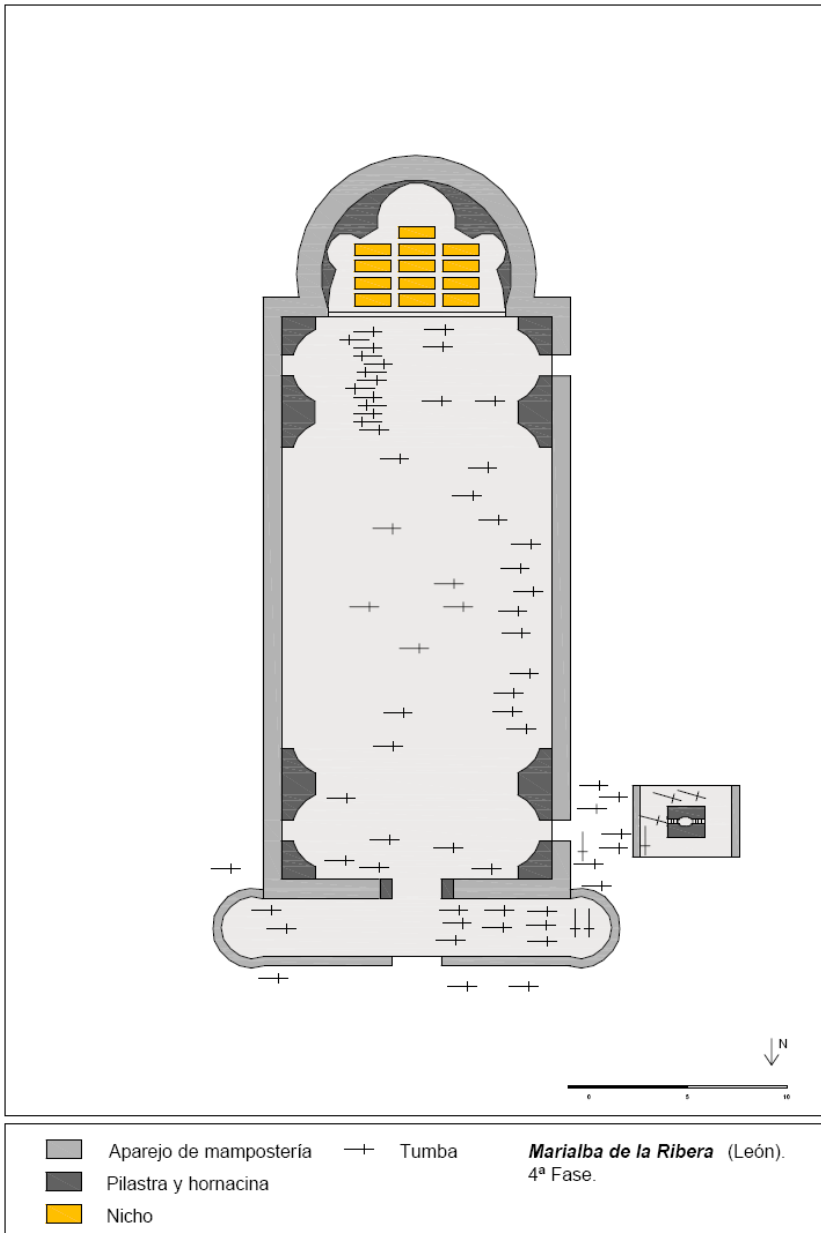 N
0 5 10
Aparejo de mampostería
Tumba
Marialba de la Ribera (León).
4ª Fase.
Pilastra y hornacina
Nicho